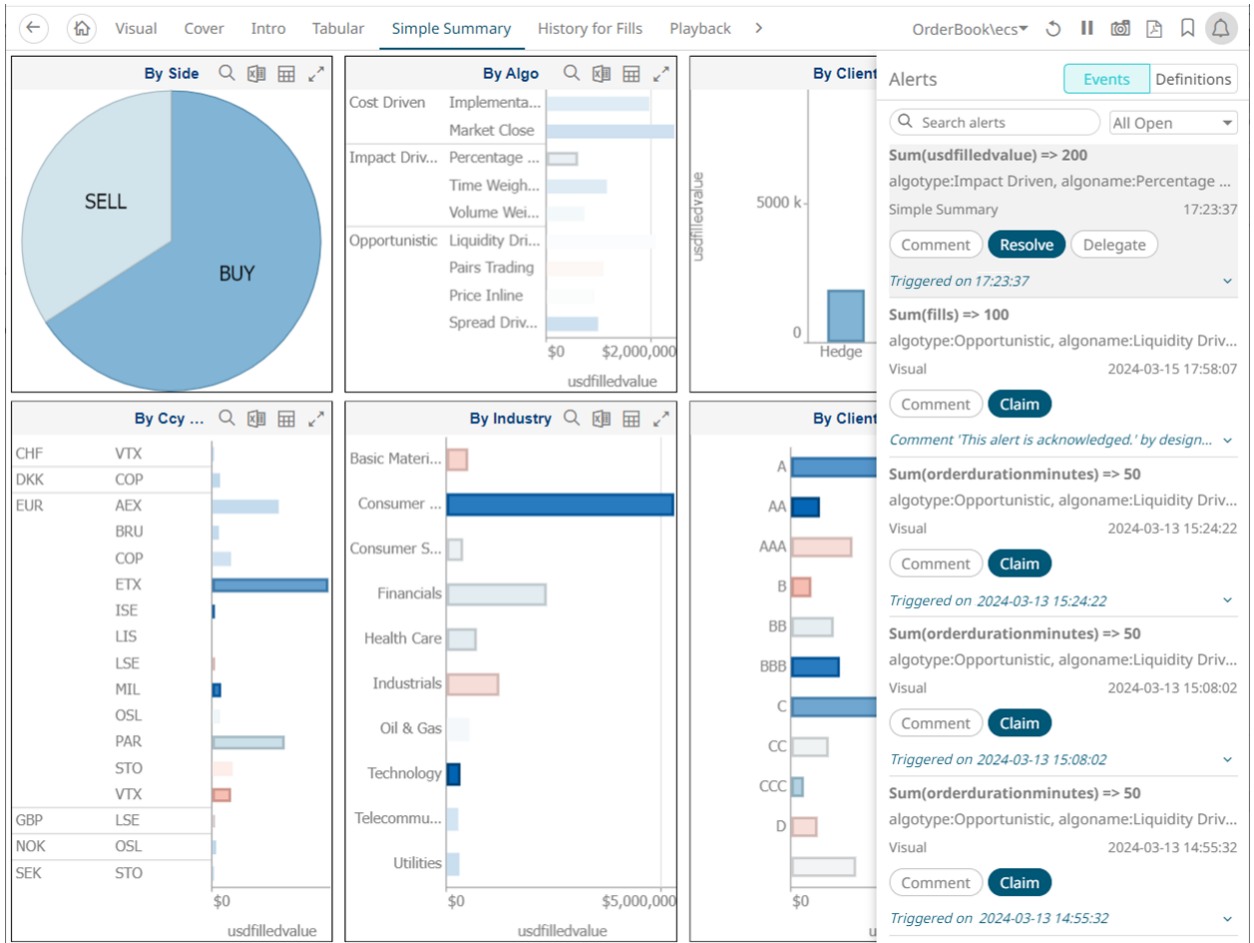 Visual Cover Intro Tabular Simple Summary History for Fills Playback OrderBook\ecs
By Side
SELL
BUY
By Algo
Cost Driven Implementa...
Market Close
Impact Driv... Percentage ...
Time Weigh...
Volume Wei...
Opportunistic Liquidity Dri...
Pairs Trading
Price Inline
Spread Driv...
$0 $2,000,000
usdfilledvalue
By Client
usdfilledvalue
5000 k
0
Hedge
By Ccy ...
CHF VTX
DKK COP
EUR AEX
BRU
COP
ETX
ISE
LIS
LSE
MIL
OSL
PAR
STO
VTX
GBP LSE
NOK OSL
SEK STO
$0
usdfilledvalue
By Industry
Basic Materi...
Consumer ...
Consumer S...
Financials
Health Care
Industrials
Oil & Gas
Technology
Telecommu...
Utilities
$0 $5,000,000
usdfilledvalue
By Client
A
AA
AAA
B
BB
BBB
C
CC
CCC
D
$0
u
Alerts Events Definitions
Search alerts All Open
Sum(usdfilledvalue) => 200
algotype:Impact Driven, algoname:Percentage ...
Simple Summary 17:23:37
Comment Resolve Delegate
Triggered on 17:23:37
Sum(fills) => 100
algotype:Opportunistic, algoname:Liquidity Driv...
Visual 2024-03-15 17:58:07
Comment Claim
Comment 'This alert is acknowledged.' by design...
Sum(orderdurationminutes) => 50
algotype:Opportunistic, algoname:Liquidity Driv...
Visual 2024-03-13 15:24:22
Comment Claim
Triggered on 2024-03-13 15:24:22
Sum(orderdurationminutes) => 50
algotype:Opportunistic, algoname:Liquidity Driv...
Visual 2024-03-13 15:08:02
Comment Claim
Triggered on 2024-03-13 15:08:02
Sum(orderdurationminutes) => 50
algotype:Opportunistic, algoname:Liquidity Driv...
Visual 2024-03-13 14:55:32
Comment Claim
Triggered on 2024-03-13 14:55:32